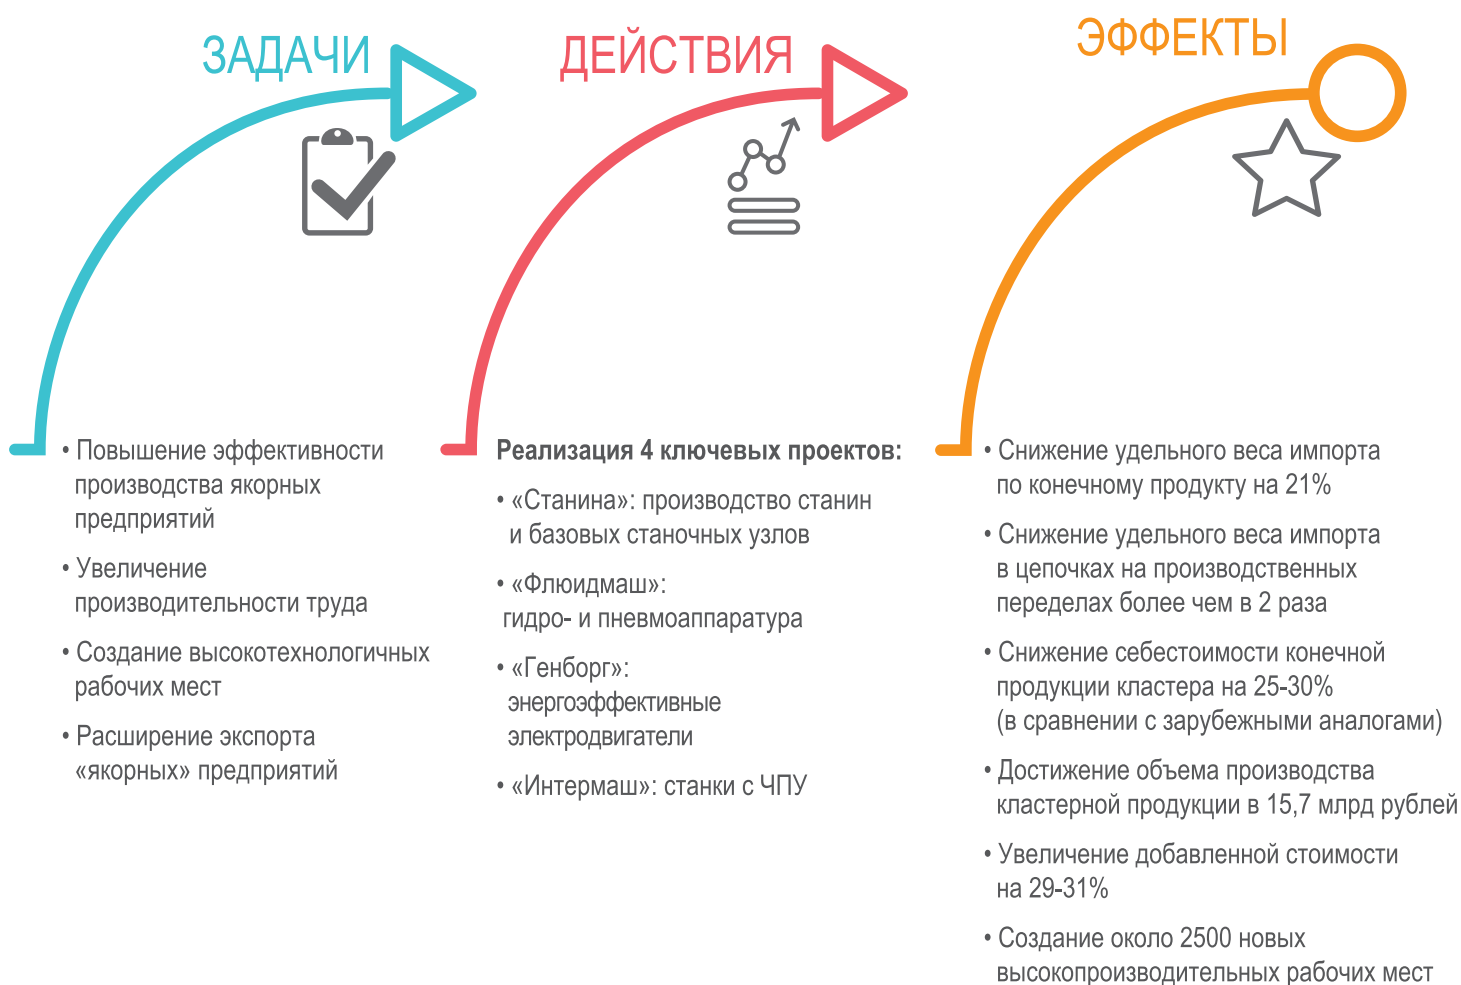 ЗАДАЧИ
• Повышение эффективности
производства якорных
предприятий
• Увеличение
производительности труда
• Создание высокотехнологичных
рабочих мест
• Расширение экспорта
«якорных» предприятий
ДЕЙСТВИЯ
Реализация 4 ключевых проектов:
• «Станина»: производство станин
и базовых станочных узлов
• «Флюидмаш»:
гидро- и пневмоаппаратура
• «Генборг»:
энергоэффективные
электродвигатели
• «Интермаш»: станки с ЧПУ
ЭФФЕКТЫ
• Снижение удельного веса импорта
по конечному продукту на 21%
• Снижение удельного веса импорта
в цепочках на производственных
переделах более чем в 2 раза
• Снижение себестоимости конечной
продукции кластера на 25-30%
(в сравнении с зарубежными аналогами)
• Достижение объема производства
кластерной продукции в 15,7 млрд рублей
• Увеличение добавленной стоимости
на 29-31%
• Создание около 2500 новых
высокопроизводительных рабочих мест